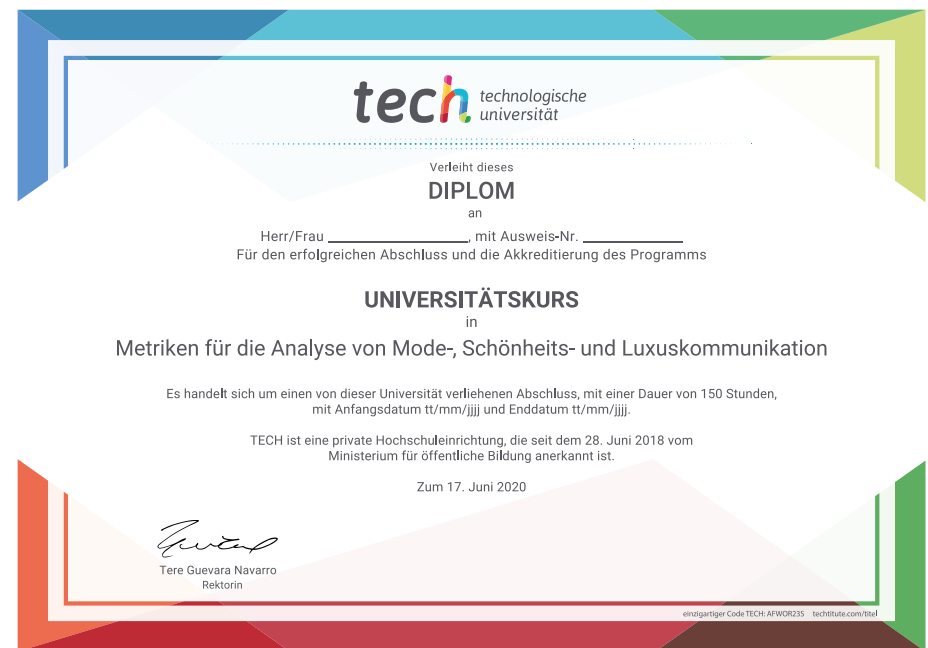 tech technologische
universität
Verleiht dieses
DIPLOM
an
Herr/Frau ____________________, mit Ausweis-Nr. ______________
Für den erfolgreichen Abschluss und die Akkreditierung des Programms
UNIVERSITÄTSKURS
in
Metriken für die Analyse von Mode-, Schönheits- und Luxuskommunikation
Es handelt sich um einen von dieser Universität verliehenen Abschluss, mit einer Dauer von 150 Stunden,
mit Anfangsdatum tt/mm/jjjj und Enddatum tt/mm/jjjj.
TECH ist eine private Hochschuleinrichtung, die seit dem 28. Juni 2018 vom
Ministerium für öffentliche Bildung anerkannt ist.
Zum 17. Juni 2020
Tere Guevara Navarro
Rektorin
einzigartiger Code TECH: AFWOR23S techtitute.com/titel